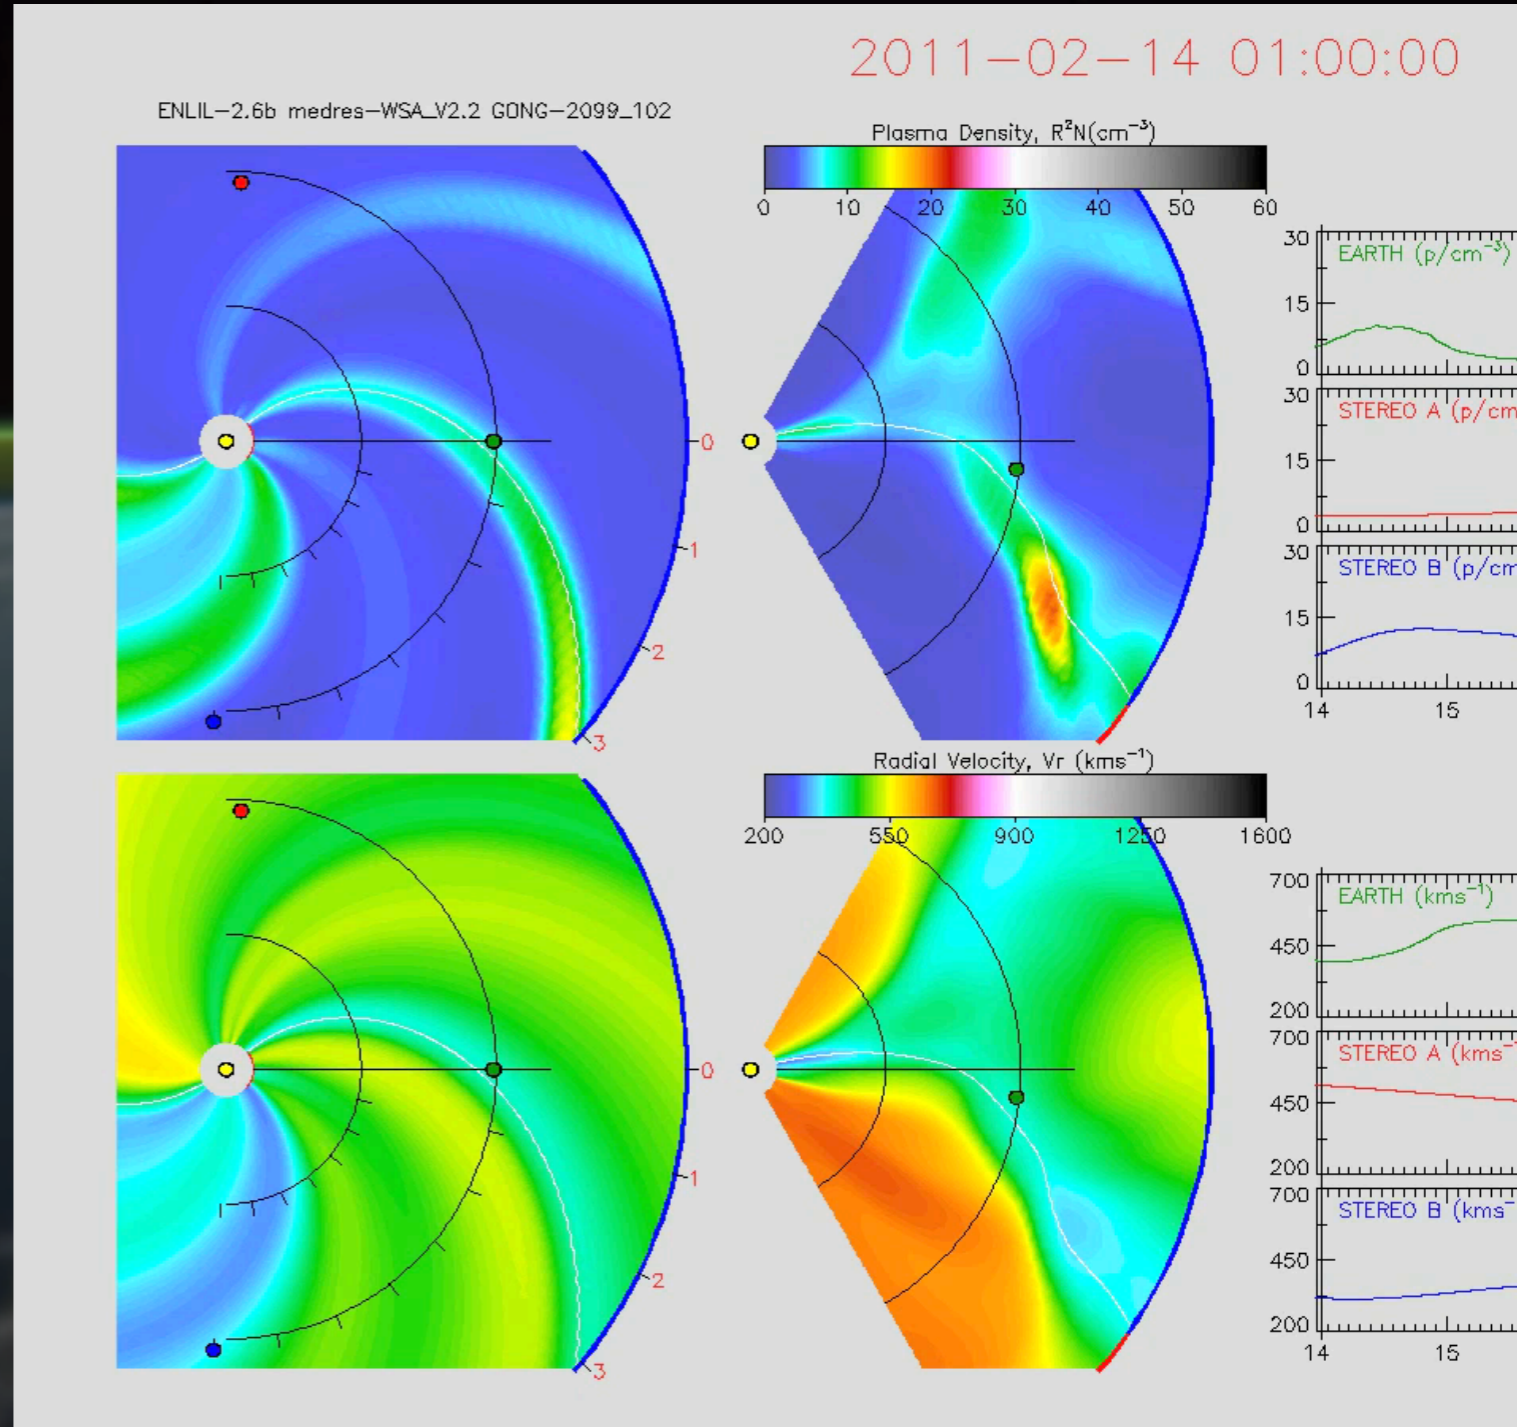 2011-02-14 01:00:00
ENLIL-2.6b medres-WSA_V2.2 GONG-2099_102
Plasma Density, R²N(cm⁻³)
0 10 20 30 40 50 60
0
1
2
3
30
EARTH (p/cm⁻³)
15
0
30
STEREO A (p/cm
15
0
30
STEREO B (p/cm
15
0
14 15
Radial Velocity, Vr (kms⁻¹)
200 550 900 1250 1600
0
1
2
3
700
EARTH (kms⁻¹)
450
200
700
STEREO A (kms⁻
450
200
700
STEREO B (kms⁻
450
200
14 15